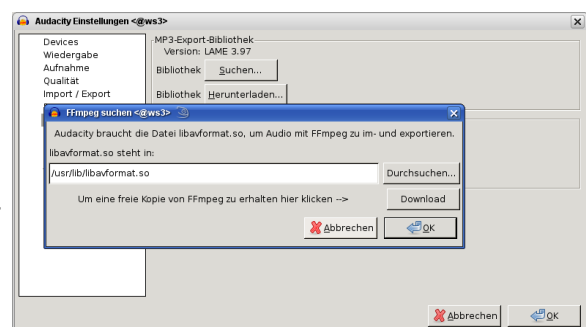 Audacity Einstellungen <@ws3>
Devices
Wiedergabe
Aufnahme
Qualität
Import / Export
MP3-Export-Bibliothek
Version: LAME 3.97
Bibliothek Suchen...
Bibliothek Herunterladen...
FFmpeg suchen <@ws3>
Audacity braucht die Datei libavformat.so, um Audio mit FFmpeg zu im- und exportieren.
libavformat.so steht in:
/usr/lib/libavformat.so
Durchsuchen...
Um eine freie Kopie von FFmpeg zu erhalten hier klicken -->
Download
Abbrechen
OK
Abbrechen
OK